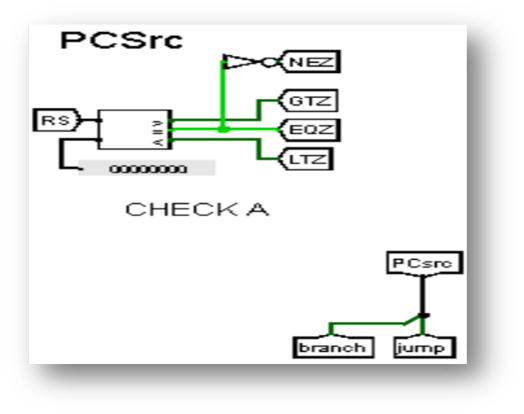 PCSrc
NEZ
GTZ
RS
>
=
EQZ
<
LTZ
00000000
CHECK A
PCsrc
branch
jump